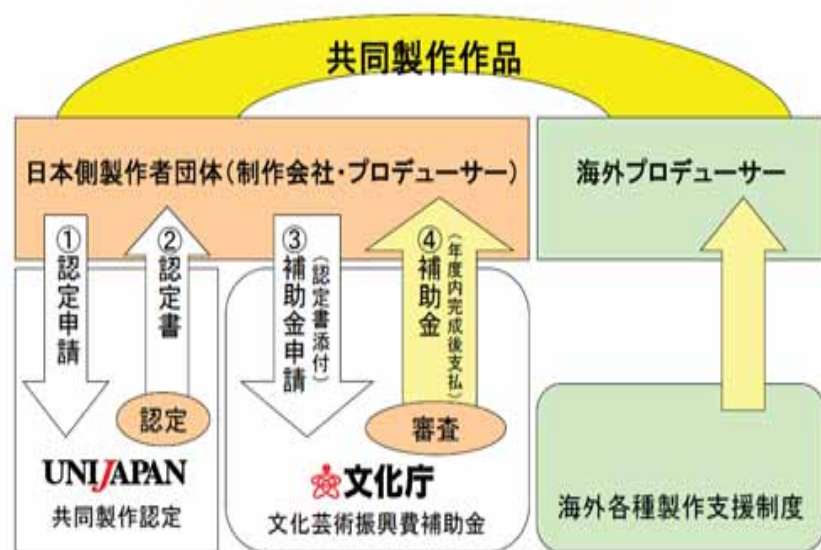 共同製作作品
日本側製作者団体(制作会社・プロデューサー)
海外プロデューサー
①認定申請
②認定書
③補助金申請
(認定書添付)
④補助金
(年度内完成後支払)
認定
審査
UNIJAPAN
共同製作認定
文化庁
文化芸術振興費補助金
海外各種製作支援制度